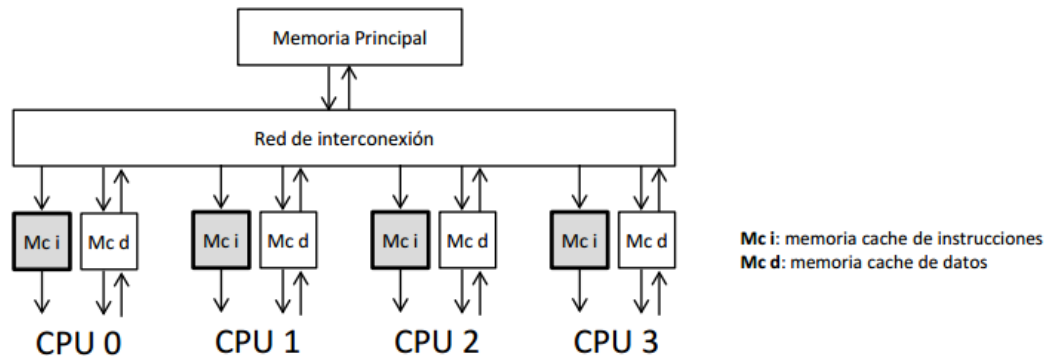 Memoria Principal
Red de interconexión
Mc i Mc d Mc i Mc d Mc i Mc d Mc i Mc d
Mc i: memoria cache de instrucciones
Mc d: memoria cache de datos
CPU 0 CPU 1 CPU 2 CPU 3